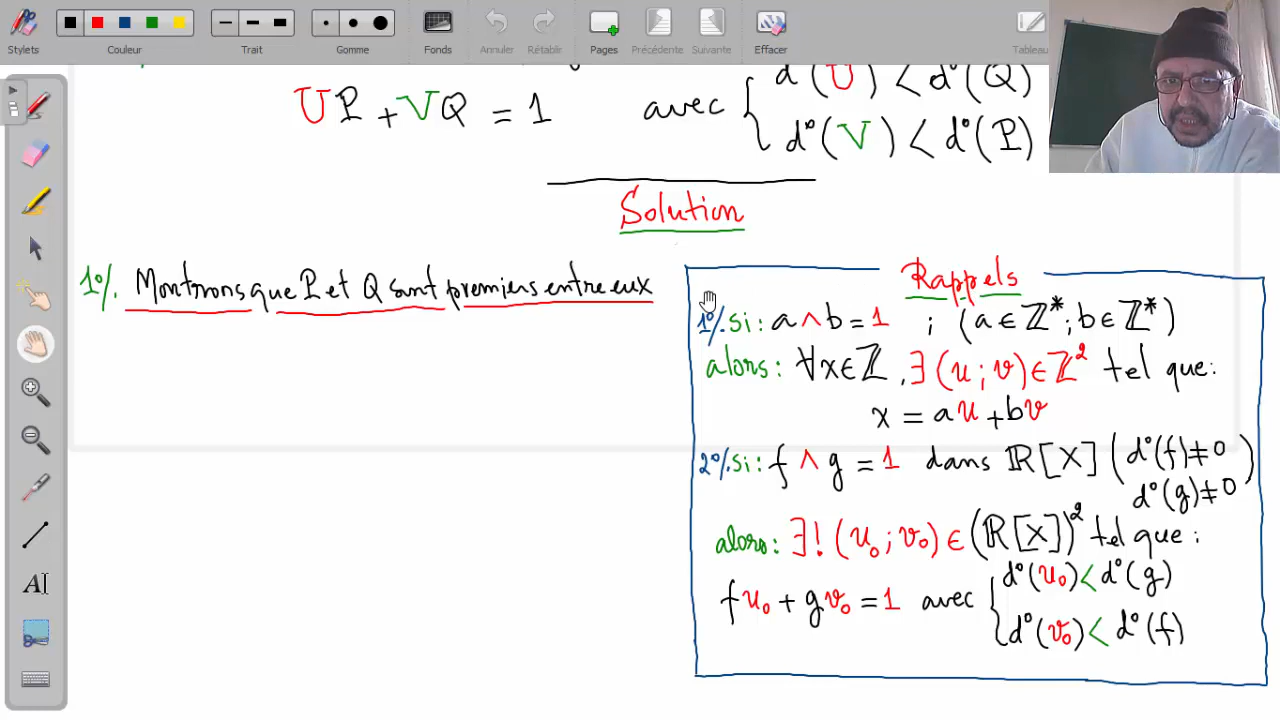 Stylets Couleur Trait Gomme Fonds Annuler Rétablir Pages Précédente Suivante Effacer Tableau
UP + VQ = 1 avec { d°(U) < d°(Q)
d°(V) < d°(P)
Solution
1°/. Montrons que P et Q sont premiers entre eux
Rappels
1°/. si: a ∧ b = 1 ; (a ∈ ℤ*; b ∈ ℤ*)
alors: ∀x ∈ ℤ, ∃(u; v) ∈ ℤ² tel que:
x = au + bv
2°/. si: f ∧ g = 1 dans ℝ[X] (d°(f) ≠ 0
d°(g) ≠ 0)
alors: ∃! (u₀; v₀) ∈ (ℝ[X])² tel que:
fu₀ + gv₀ = 1 avec { d°(u₀) < d°(g)
d°(v₀) < d°(f)